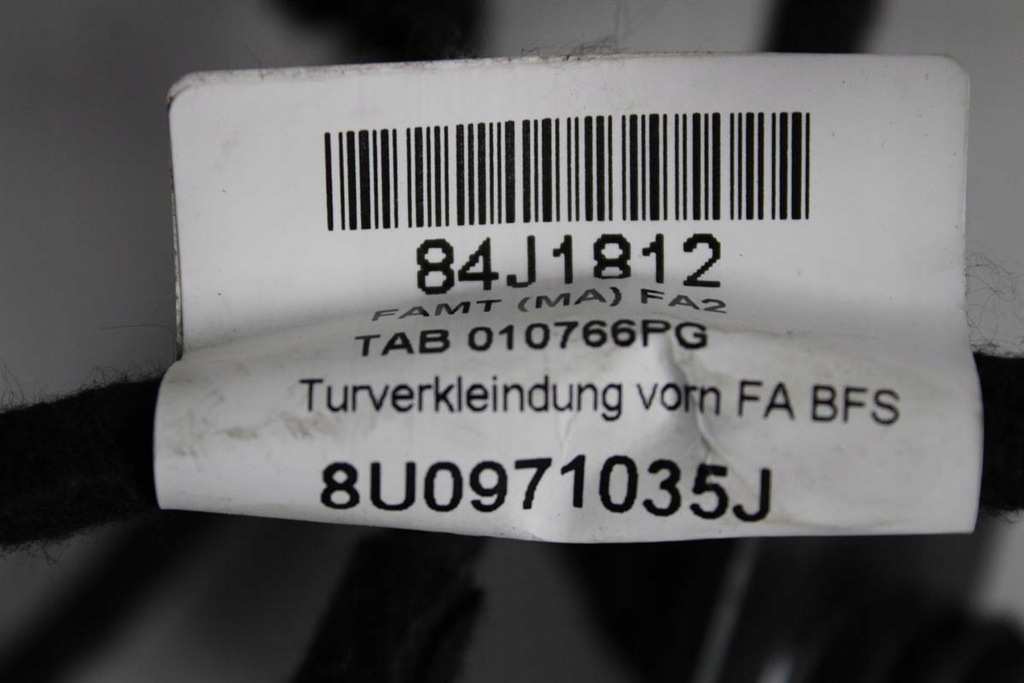 84J1812
FAMT (MA) FA2
TAB 010766PG
Turverkleindung vorn FA BFS
8U0971035J